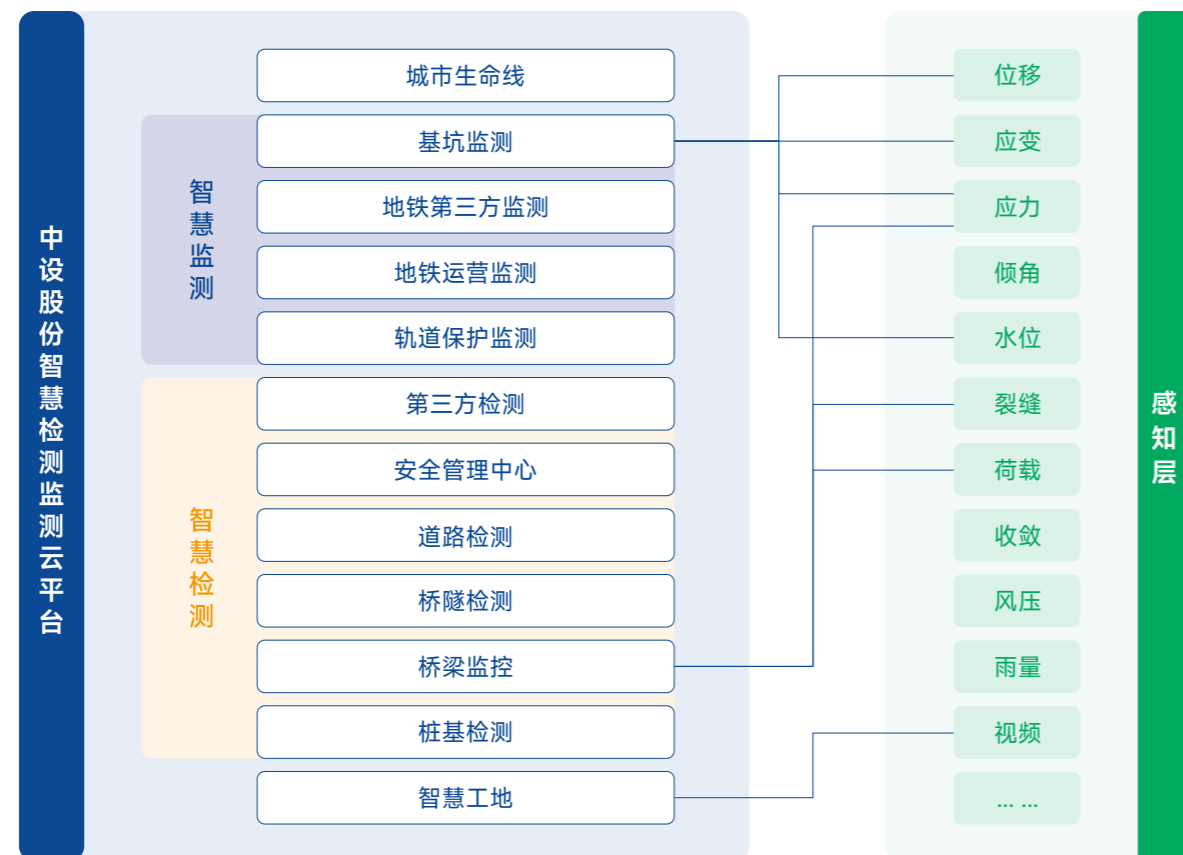 中设股份智慧检测监测云平台
城市生命线
智慧监测
基坑监测
地铁第三方监测
地铁运营监测
轨道保护监测
智慧检测
第三方检测
安全管理中心
道路检测
桥隧检测
桥梁监控
桩基检测
智慧工地
位移
应变
应力
倾角
水位
裂缝
荷载
收敛
风压
雨量
视频
... ...
感知层